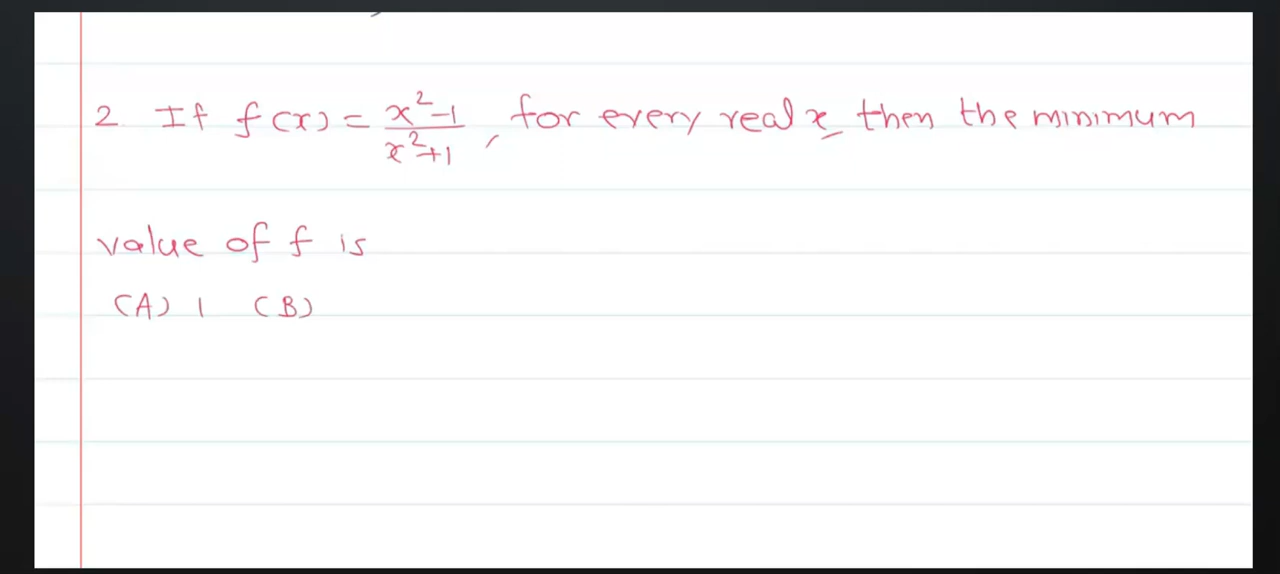 2. If f(x) = x²-1/x²+1, for every real x, then the minimum
value of f is
(A) 1 (B)